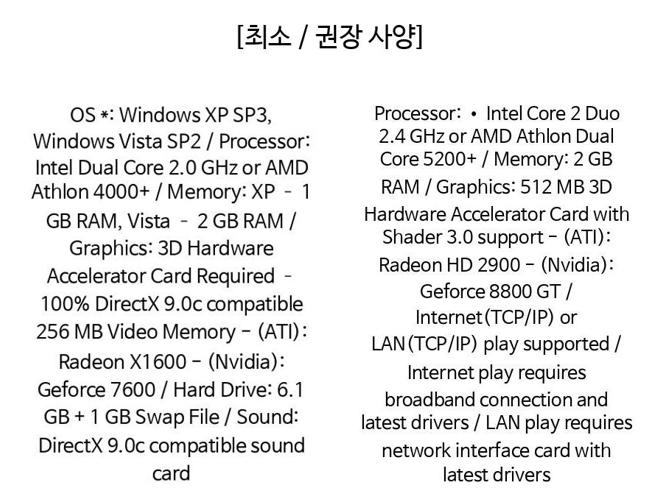 [최소 / 권장 사양]
OS *: Windows XP SP3,
Windows Vista SP2 / Processor:
Intel Dual Core 2.0 GHz or AMD
Athlon 4000+ / Memory: XP - 1
GB RAM, Vista - 2 GB RAM /
Graphics: 3D Hardware
Accelerator Card Required -
100% DirectX 9.0c compatible
256 MB Video Memory – (ATI):
Radeon X1600 – (Nvidia):
Geforce 7600 / Hard Drive: 6.1
GB + 1 GB Swap File / Sound:
DirectX 9.0c compatible sound
card
Processor: • Intel Core 2 Duo
2.4 GHz or AMD Athlon Dual
Core 5200+ / Memory: 2 GB
RAM / Graphics: 512 MB 3D
Hardware Accelerator Card with
Shader 3.0 support – (ATI):
Radeon HD 2900 – (Nvidia):
Geforce 8800 GT /
Internet(TCP/IP) or
LAN(TCP/IP) play supported /
Internet play requires
broadband connection and
latest drivers / LAN play requires
network interface card with
latest drivers